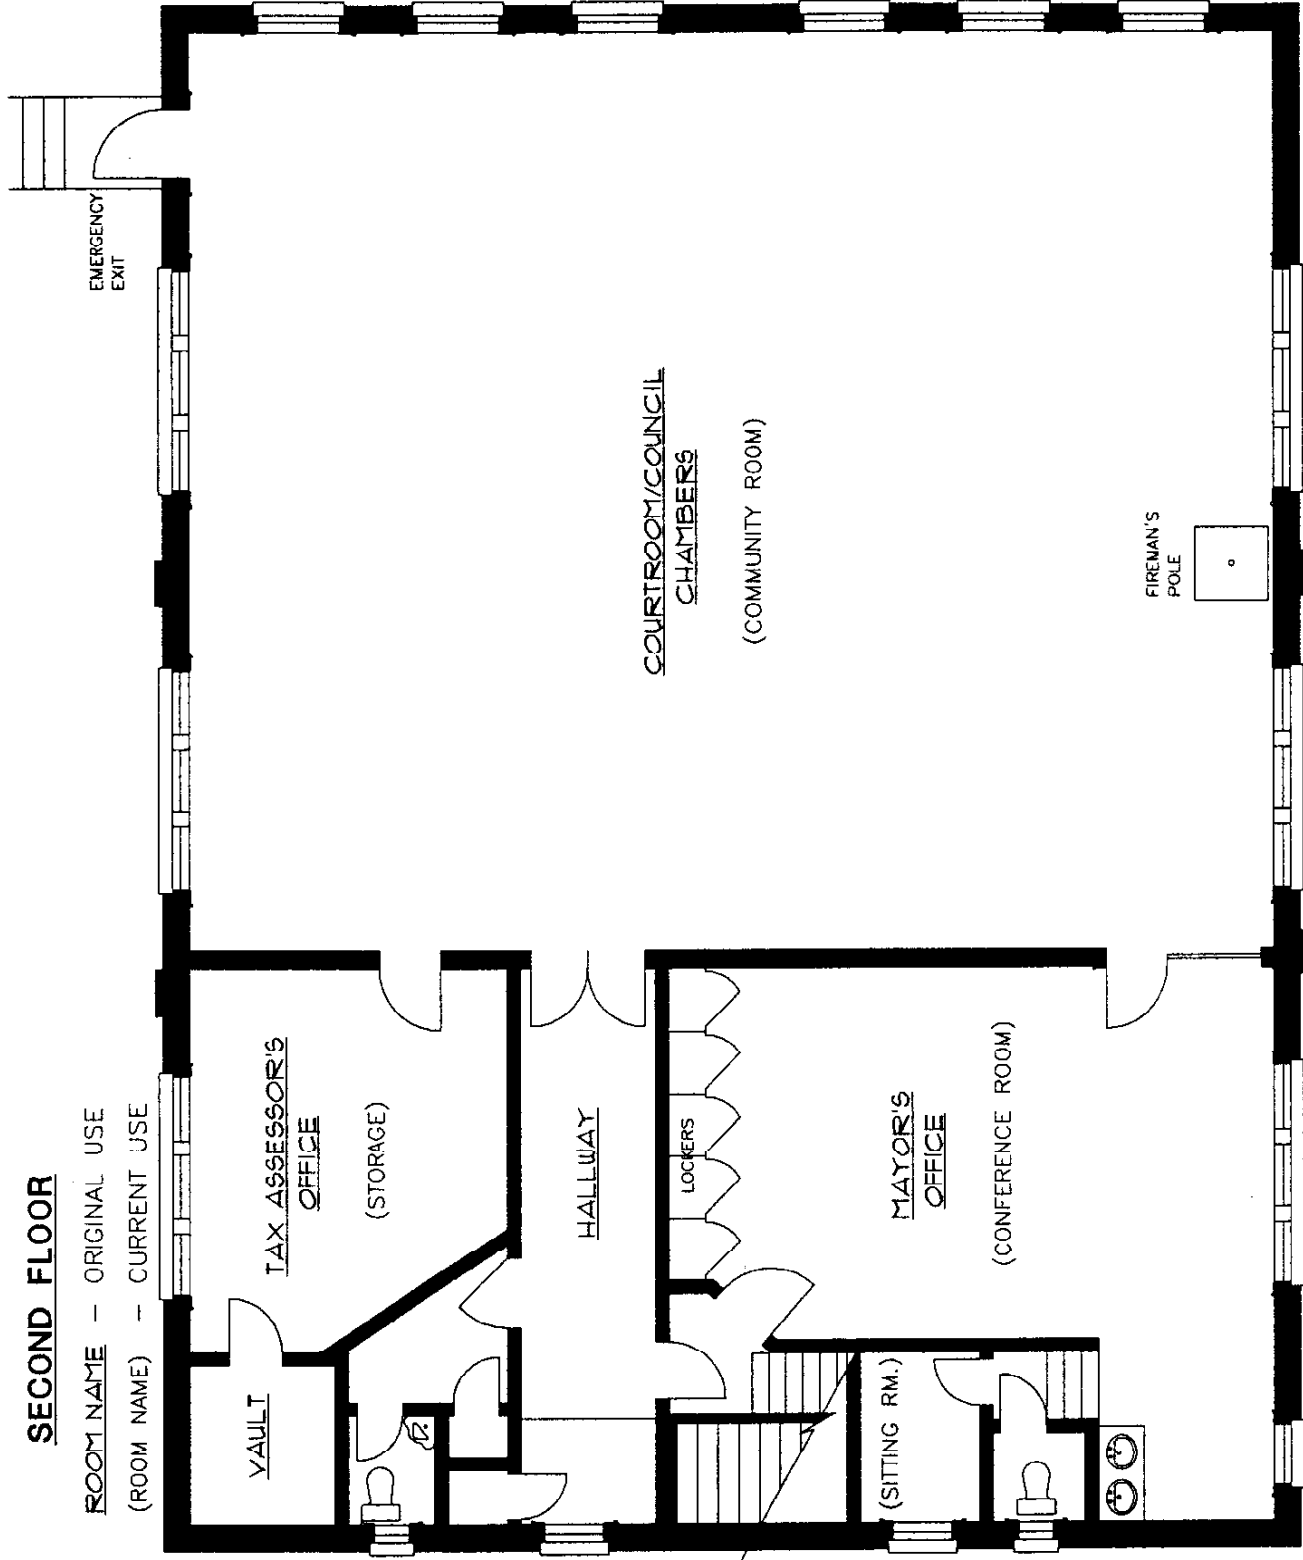 SECOND FLOOR
ROOM NAME — ORIGINAL USE
(ROOM NAME) — CURRENT USE
EMERGENCY
EXIT
VAULT
TAX ASSESSOR'S
OFFICE
(STORAGE)
HALLWAY
COURTROOM/COUNCIL
CHAMBERS
(COMMUNITY ROOM)
LOCKERS
(SITTING RM.)
MAYOR'S
OFFICE
(CONFERENCE ROOM)
FIREMAN'S
POLE